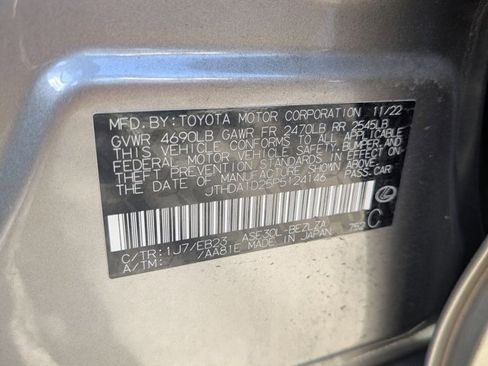 MFD. BY: TOYOTA MOTOR CORPORATION 11/22
GVWR 4690LB GAWR FR 2470LB RR 2545LB
THIS VEHICLE CONFORMS TO ALL APPLICABLE
FEDERAL MOTOR VEHICLE SAFETY, BUMPER, AND
THEFT PREVENTION STANDARDS IN EFFECT ON
THE DATE OF MANUFACTURE SHOWN ABOVE.
JTHDA1D25P5124146 PASS.CAR
C/TR: 1J7/EB23 ASE30L-BEZLZA 752 C
A/TM: /AA81E MADE IN JAPAN